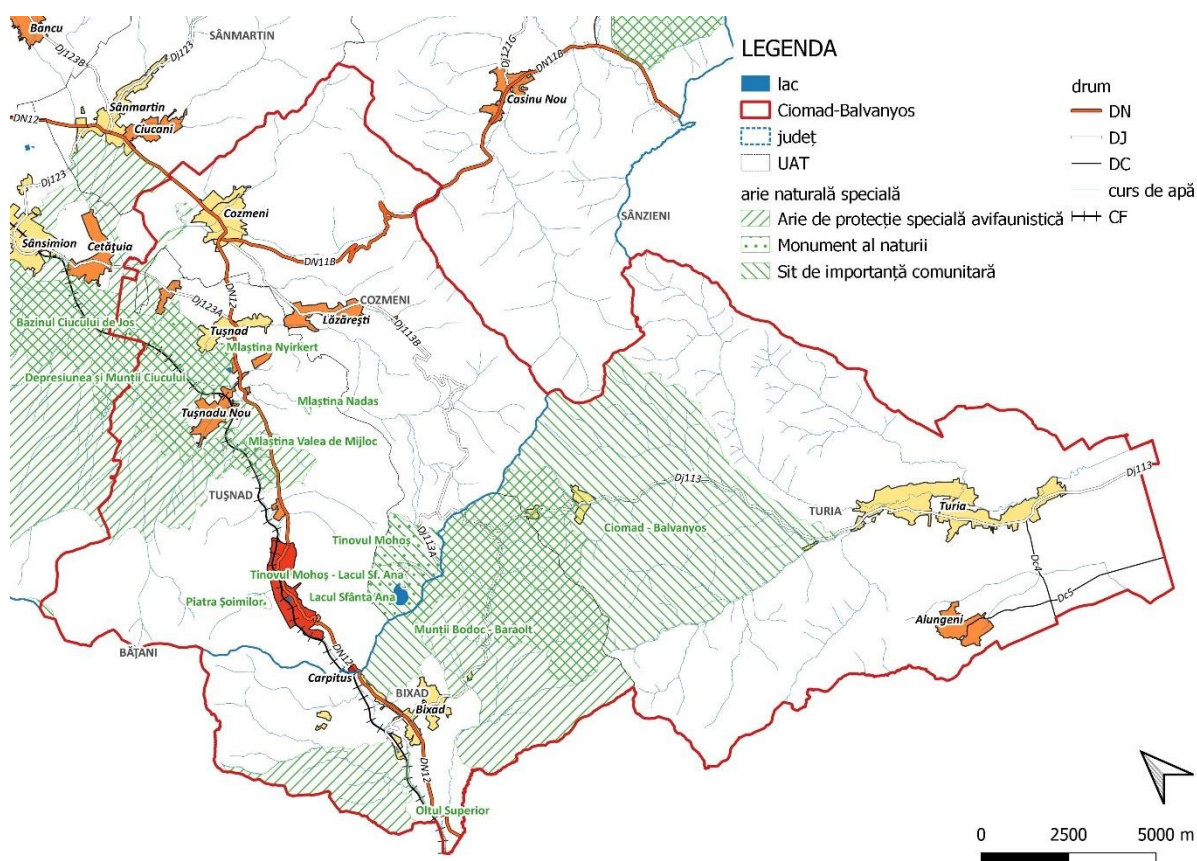 Bancu
SÂNMARTIN
Dj123B
Dj123
Sânmartin
Ciucani
DN12
Dj123
Cozmeni
Sânsimion
Cetățuia
Dj123A
DN12
DN11B
Dj121G
DN11B
Casinu Nou
SÂNZIENI
COZMENI
Lăzărești
Dj113B
Tușnad
Bazinul Ciucului de Jos
Mlaștina Nyirkert
Depresiunea și Munții Ciucului
Mlaștina Nadas
Tușnadu Nou
Mlaștina Valea de Mijloc
TUȘNAD
Dj113
TURIA
Turia
Dj113
Ciomad - Balvanyos
Tinovul Mohoș
Dj113A
Tinovul Mohoș - Lacul Sf. Ana
Lacul Sfânta Ana
Piatra Șoimilor
Munții Bodoc - Baraolt
Dc4
Dc5
Alungeni
BĂȚANI
DN12
Carpitus
BIXAD
Bixad
DN12
Oltul Superior
LEGENDA
lac
Ciomad-Balvanyos
județ
UAT
arie naturală specială
Arie de protecție specială avifaunistică
Monument al naturii
Sit de importanță comunitară
drum
DN
DJ
DC
curs de apă
CF
0 2500 5000 m